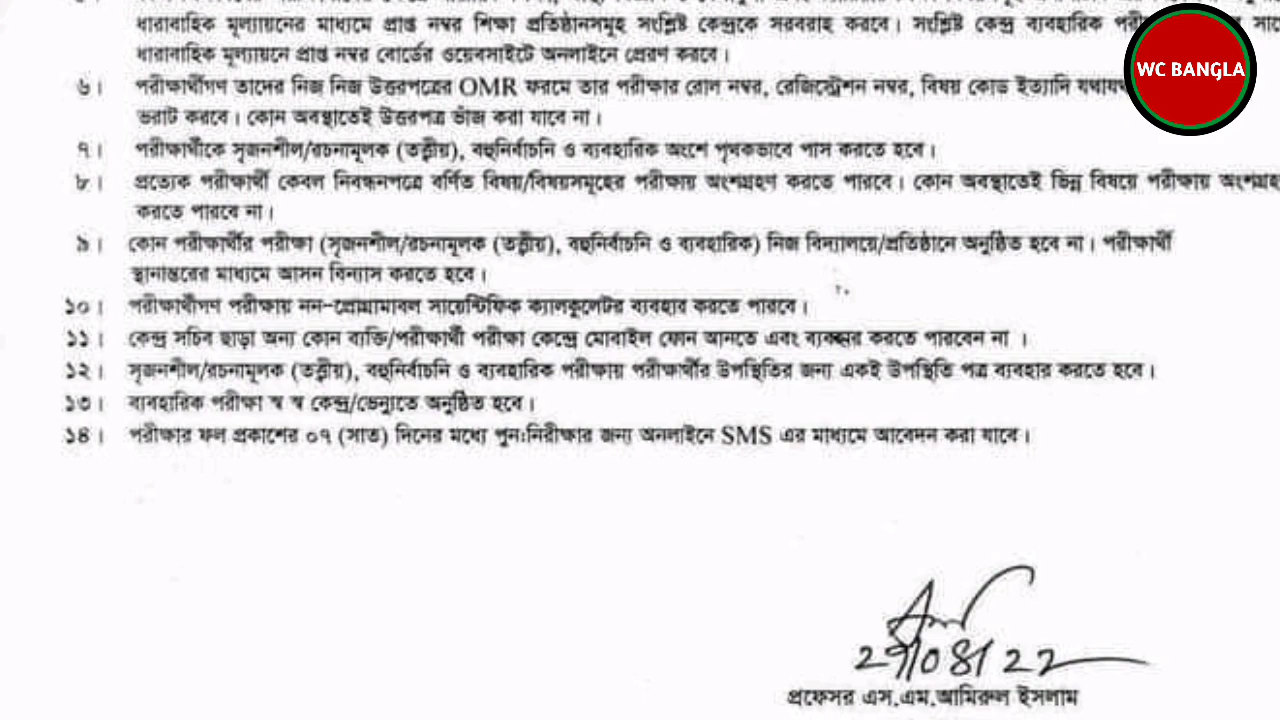 ধারাবাহিক মূল্যায়নের মাধ্যমে প্রাপ্ত নম্বর শিক্ষা প্রতিষ্ঠানসমূহ সংশ্লিষ্ট কেন্দ্রকে সরবরাহ করবে। সংশ্লিষ্ট কেন্দ্র ব্যবহারিক
ধারাবাহিক মূল্যায়নে প্রাপ্ত নম্বর বোর্ডের ওয়েবসাইটে অনলাইনে প্রেরণ করবে।
WC BANGLA
৬। পরীক্ষার্থীগণ তাদের নিজ নিজ উত্তরপত্রের OMR ফরমে তার পরীক্ষার রোল নম্বর, রেজিস্ট্রেশন নম্বর, বিষয় কোড ইত্যাদি
ভরাট করবে। কোন অবস্থাতেই উত্তরপত্র ভাঁজ করা যাবে না।
৭। পরীক্ষার্থীকে সৃজনশীল/রচনামূলক (তত্ত্বীয়), বহুনির্বাচনি ও ব্যবহারিক অংশে পৃথকভাবে পাস করতে হবে।
৮। প্রত্যেক পরীক্ষার্থী কেবল নিবন্ধনপত্রে বর্ণিত বিষয়/বিষয়সমূহের পরীক্ষায় অংশগ্রহণ করতে পারবে। কোন অবস্থাতেই ভিন্ন বিষয়ে পরীক্ষায়
করতে পারবে না।
৯। কোন পরীক্ষার্থীর পরীক্ষা (সৃজনশীল/রচনামূলক (তত্ত্বীয়), বহুনির্বাচনি ও ব্যবহারিক) নিজ বিদ্যালয়ে/প্রতিষ্ঠানে অনুষ্ঠিত হবে না। পরীক্ষার্থী
স্থানান্তরের মাধ্যমে আসন বিন্যাস করতে হবে।
১০। পরীক্ষার্থীগণ পরীক্ষায় নন-প্রোগ্রামাবল সায়েন্টিফিক ক্যালকুলেটর ব্যবহার করতে পারবে।
১১। কেন্দ্র সচিব ছাড়া অন্য কোন ব্যক্তি/পরীক্ষার্থী পরীক্ষা কেন্দ্রে মোবাইল ফোন আনতে এবং ব্যবহার করতে পারবেন না ।
১২। সৃজনশীল/রচনামূলক (তত্ত্বীয়), বহুনির্বাচনি ও ব্যবহারিক পরীক্ষায় পরীক্ষার্থীর উপস্থিতির জন্য একই উপস্থিতি পত্র ব্যবহার করতে হবে।
১৩। ব্যবহারিক পরীক্ষা স্ব স্ব কেন্দ্র/ভেন্যুতে অনুষ্ঠিত হবে।
১৪। পরীক্ষার ফল প্রকাশের ০৭ (সাত) দিনের মধ্যে পুনঃনিরীক্ষার জন্য অনলাইনে SMS এর মাধ্যমে আবেদন করা যাবে।
প্রফেসর এস.এম.আমিরুল ইসলাম